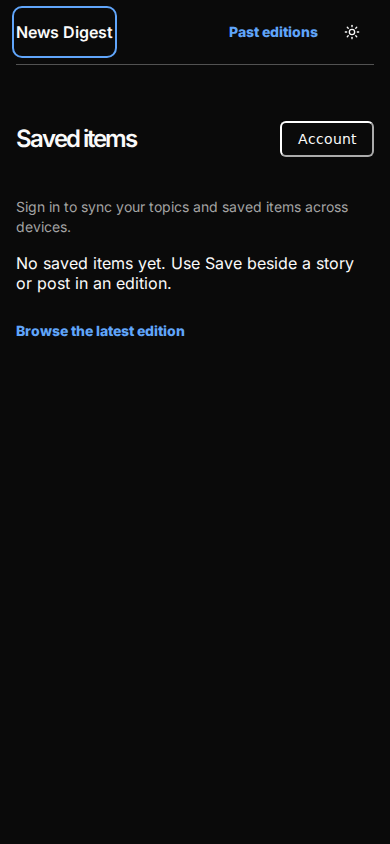 News Digest
Past editions
Saved items
Account
Sign in to sync your topics and saved items across
devices.
No saved items yet. Use Save beside a story
or post in an edition.
Browse the latest edition